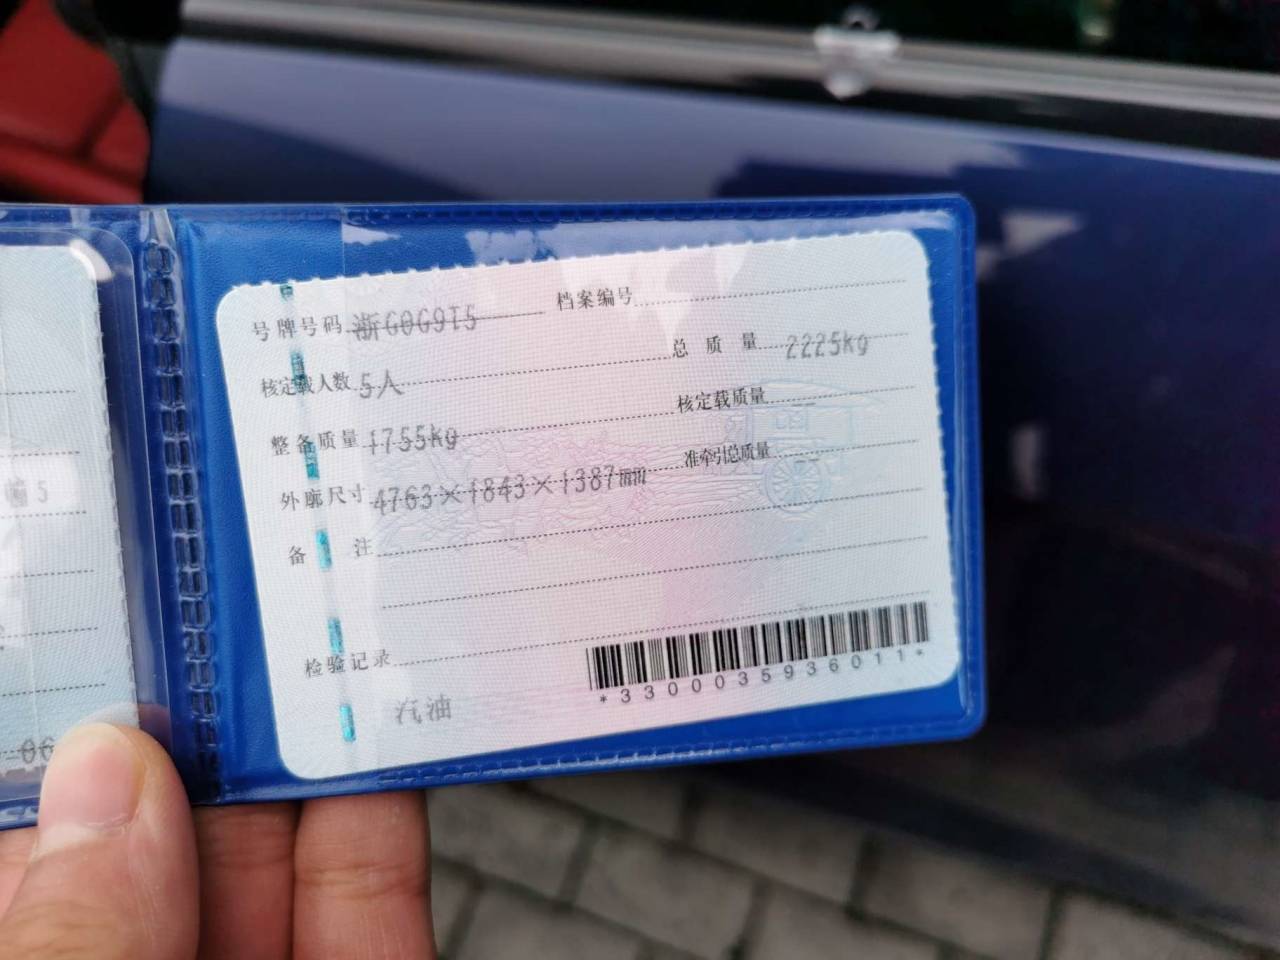 号牌号码 浙G0G9T5 档案编号
核定载人数 5人 总质量 2225kg
整备质量 1755kg 核定载质量 --
外廓尺寸 4763×1843×1387mm 准牵引总质量 --
备注
检验记录
*3300035936011*
汽油
5
-06